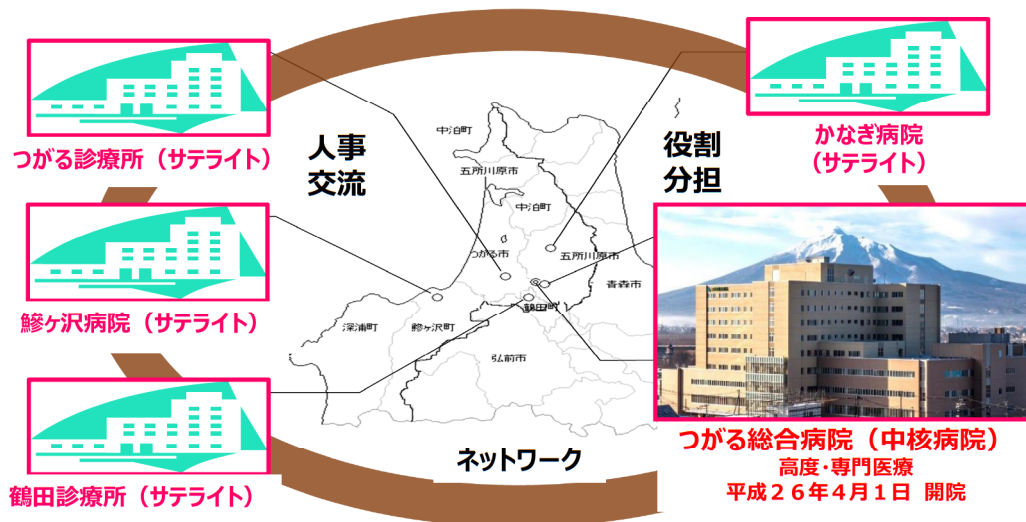 つがる診療所（サテライト）
人事
交流
役割
分担
かなぎ病院
（サテライト）
中泊町
五所川原市
中泊町
つがる市
五所川原市
青森市
鶴田町
深浦町
鰺ヶ沢町
弘前市
鰺ヶ沢病院（サテライト）
鶴田診療所（サテライト）
ネットワーク
つがる総合病院（中核病院）
高度・専門医療
平成２６年４月１日 開院